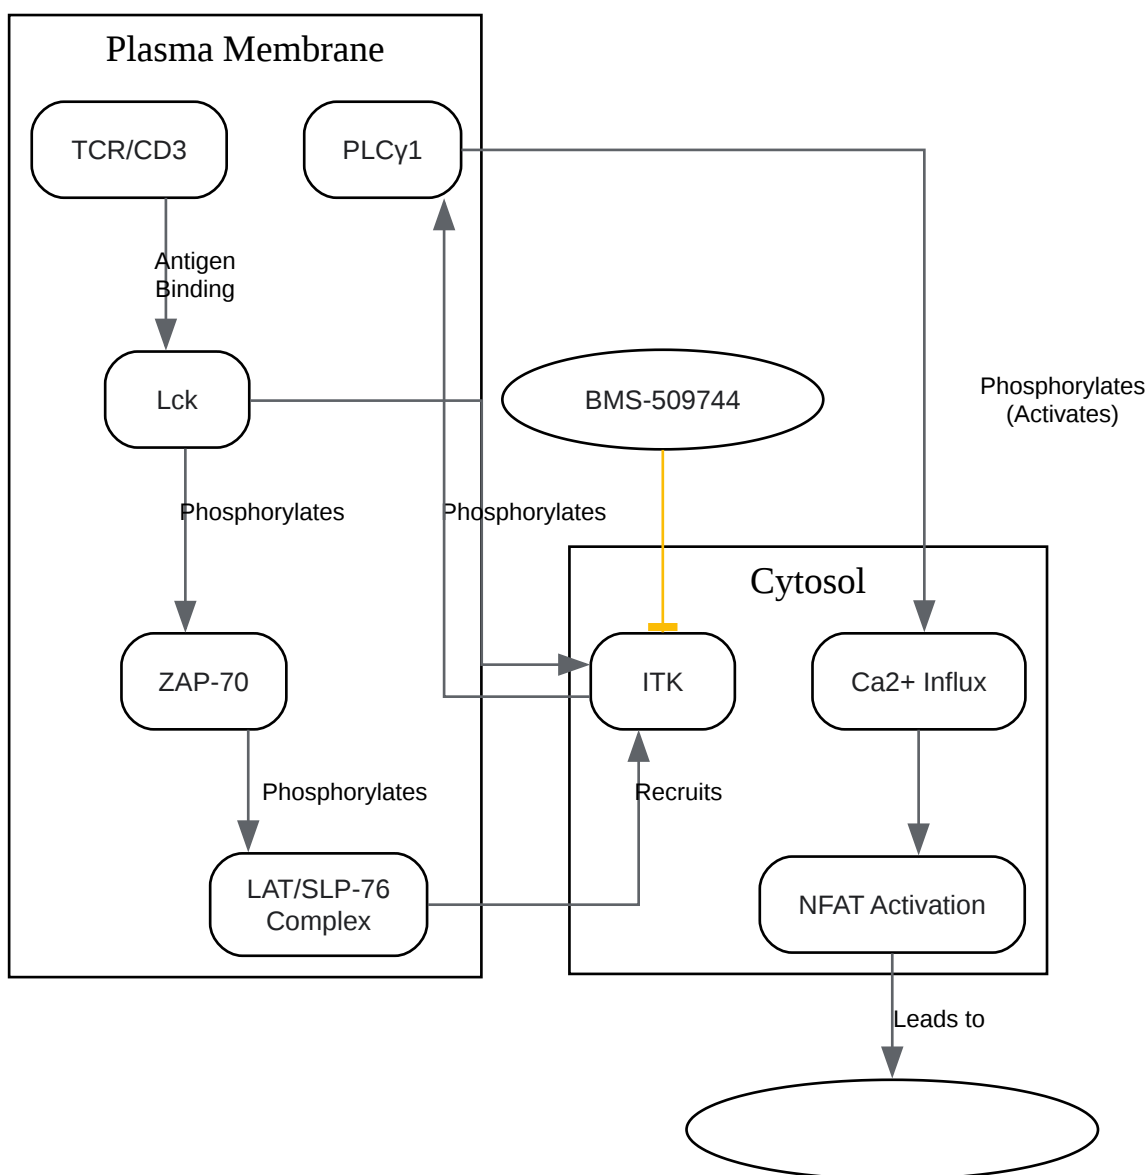 Plasma Membrane
TCR/CD3
PLCγ1
Antigen
Binding
Lck
BMS-509744
Phosphorylates
(Activates)
Phosphorylates
Phosphorylates
Cytosol
ZAP-70
ITK
Ca2+ Influx
Phosphorylates
Recruits
LAT/SLP-76
Complex
NFAT Activation
Leads to